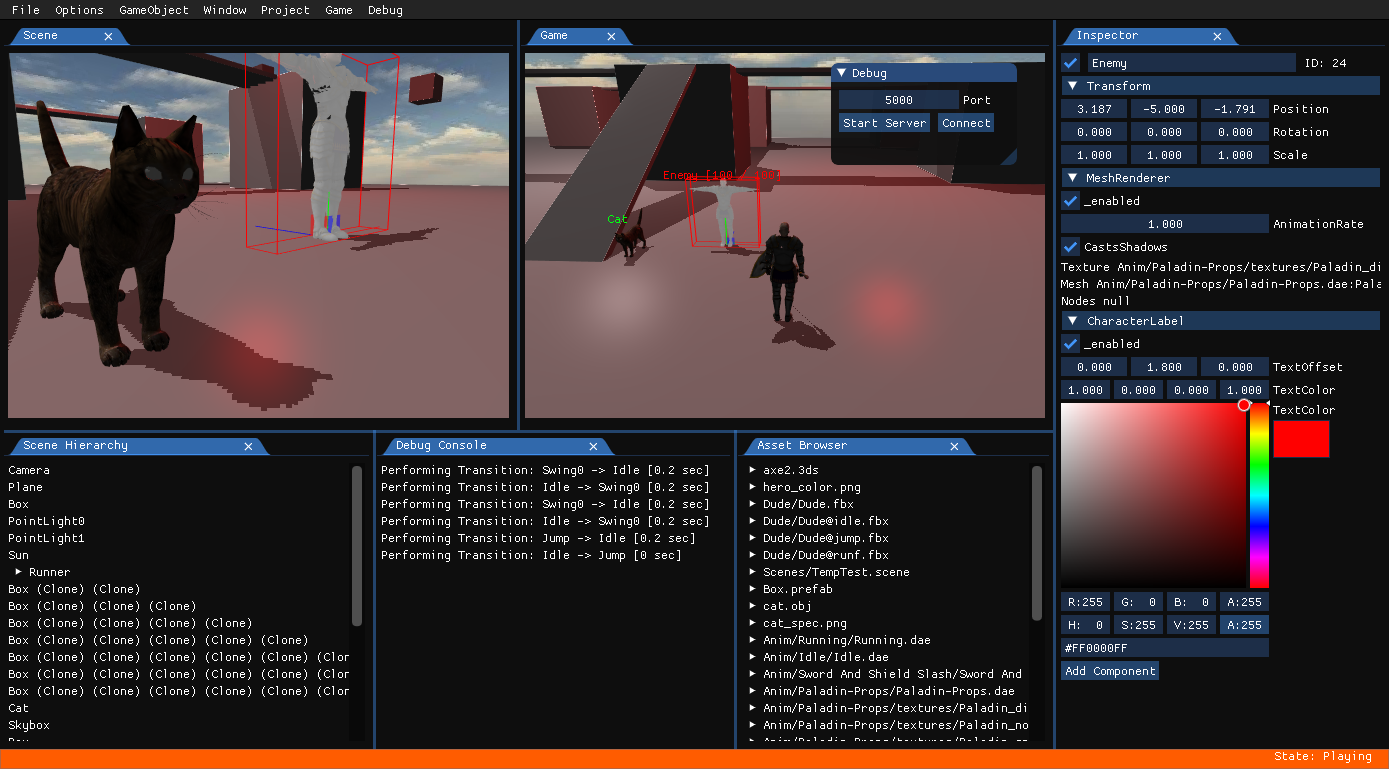 File Options GameObject Window Project Game Debug
Scene
Game
Debug
5000 Port
Start Server Connect
Enemy [100
Cat
Inspector
Enemy ID: 24
Transform
3.187 -5.000 -1.791 Position
0.000 0.000 0.000 Rotation
1.000 1.000 1.000 Scale
MeshRenderer
_enabled
1.000 AnimationRate
CastsShadows
Texture Anim/Paladin-Props/textures/Paladin_di
Mesh Anim/Paladin-Props/Paladin-Props.dae:Pala
Nodes null
CharacterLabel
_enabled
0.000 1.800 0.000 TextOffset
1.000 0.000 0.000 1.000 TextColor
TextColor
R:255 G: 0 B: 0 A:255
H: 0 S:255 V:255 A:255
#FF0000FF
Add Component
Scene Hierarchy
Camera
Plane
Box
PointLight0
PointLight1
Sun
Runner
Box (Clone) (Clone)
Box (Clone) (Clone) (Clone)
Box (Clone) (Clone) (Clone) (Clone)
Box (Clone) (Clone) (Clone) (Clone) (Clone)
Box (Clone) (Clone) (Clone) (Clone) (Clone) (Clor
Box (Clone) (Clone) (Clone) (Clone) (Clone) (Clor
Box (Clone) (Clone) (Clone) (Clone) (Clone) (Clor
Cat
Skybox
Debug Console
Performing Transition: Swing0 -> Idle [0.2 sec]
Performing Transition: Idle -> Swing0 [0.2 sec]
Performing Transition: Swing0 -> Idle [0.2 sec]
Performing Transition: Idle -> Swing0 [0.2 sec]
Performing Transition: Jump -> Idle [0.2 sec]
Performing Transition: Idle -> Jump [0 sec]
Asset Browser
axe2.3ds
hero_color.png
Dude/Dude.fbx
Dude/Dude@idle.fbx
Dude/Dude@jump.fbx
Dude/Dude@runf.fbx
Scenes/TempTest.scene
Box.prefab
cat.obj
cat_spec.png
Anim/Running/Running.dae
Anim/Idle/Idle.dae
Anim/Sword And Shield Slash/Sword And
Anim/Paladin-Props/Paladin-Props.dae
Anim/Paladin-Props/textures/Paladin_di
Anim/Paladin-Props/textures/Paladin_no
State: Playing